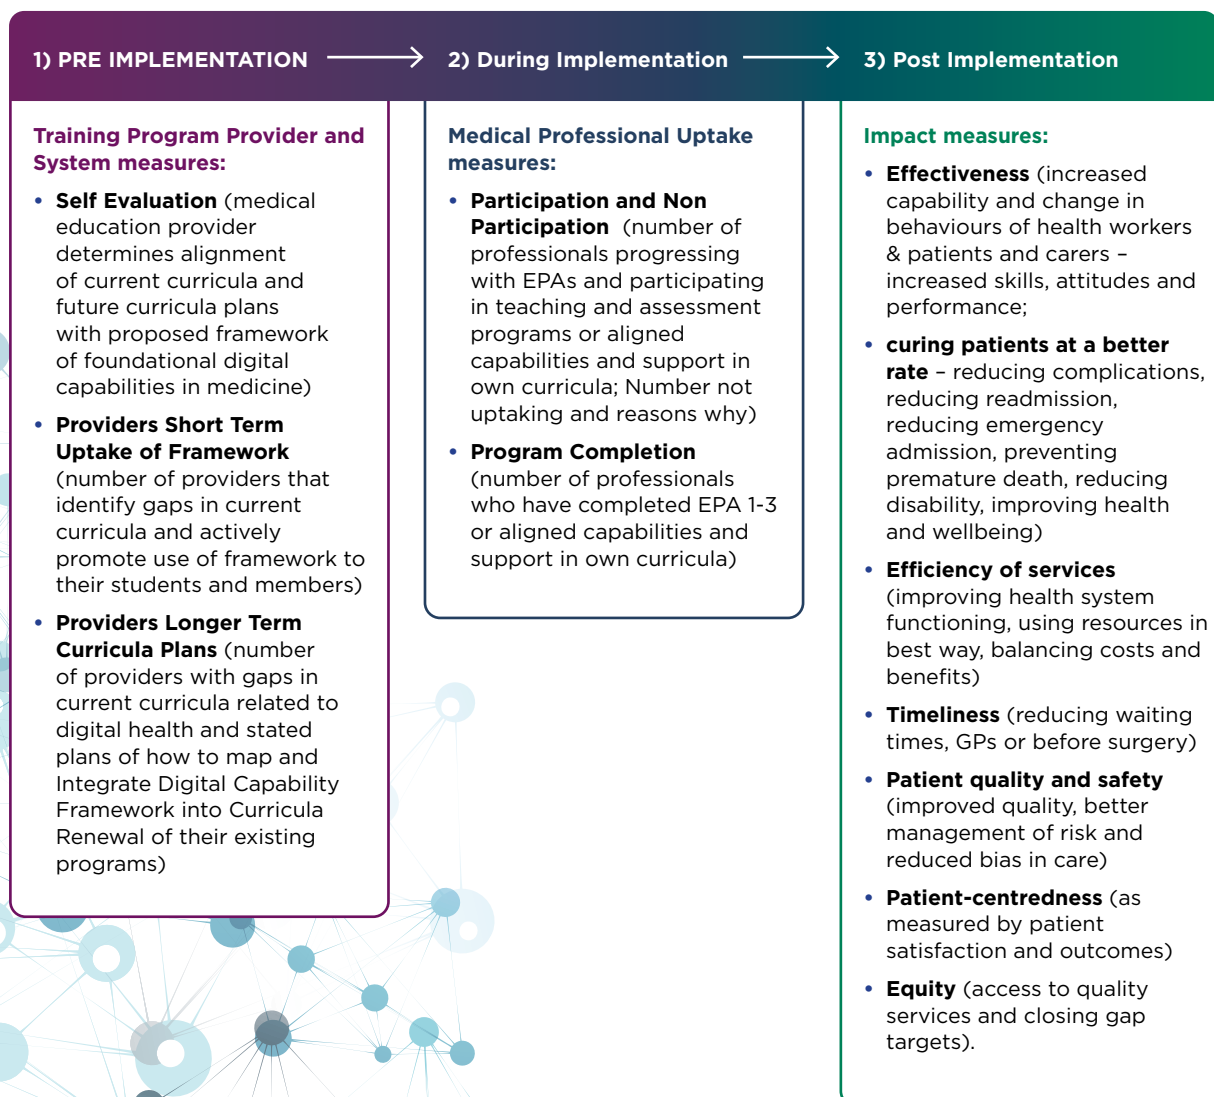 1) PRE IMPLEMENTATION
2) During Implementation
3) Post Implementation
Training Program Provider and
System measures:
• Self Evaluation (medical
education provider
determines alignment
of current curricula and
future curricula plans
with proposed framework
of foundational digital
capabilities in medicine)
• Providers Short Term
Uptake of Framework
(number of providers that
identify gaps in current
curricula and actively
promote use of framework to
their students and members)
• Providers Longer Term
Curricula Plans (number
of providers with gaps in
current curricula related to
digital health and stated
plans of how to map and
Integrate Digital Capability
Framework into Curricula
Renewal of their existing
programs)
Medical Professional Uptake
measures:
• Participation and Non
Participation (number of
professionals progressing
with EPAs and participating
in teaching and assessment
programs or aligned
capabilities and support in
own curricula; Number not
uptaking and reasons why)
• Program Completion
(number of professionals
who have completed EPA 1-3
or aligned capabilities and
support in own curricula)
Impact measures:
• Effectiveness (increased
capability and change in
behaviours of health workers
& patients and carers –
increased skills, attitudes and
performance;
• curing patients at a better
rate – reducing complications,
reducing readmission,
reducing emergency
admission, preventing
premature death, reducing
disability, improving health
and wellbeing)
• Efficiency of services
(improving health system
functioning, using resources in
best way, balancing costs and
benefits)
• Timeliness (reducing waiting
times, GPs or before surgery)
• Patient quality and safety
(improved quality, better
management of risk and
reduced bias in care)
• Patient-centredness (as
measured by patient
satisfaction and outcomes)
• Equity (access to quality
services and closing gap
targets).